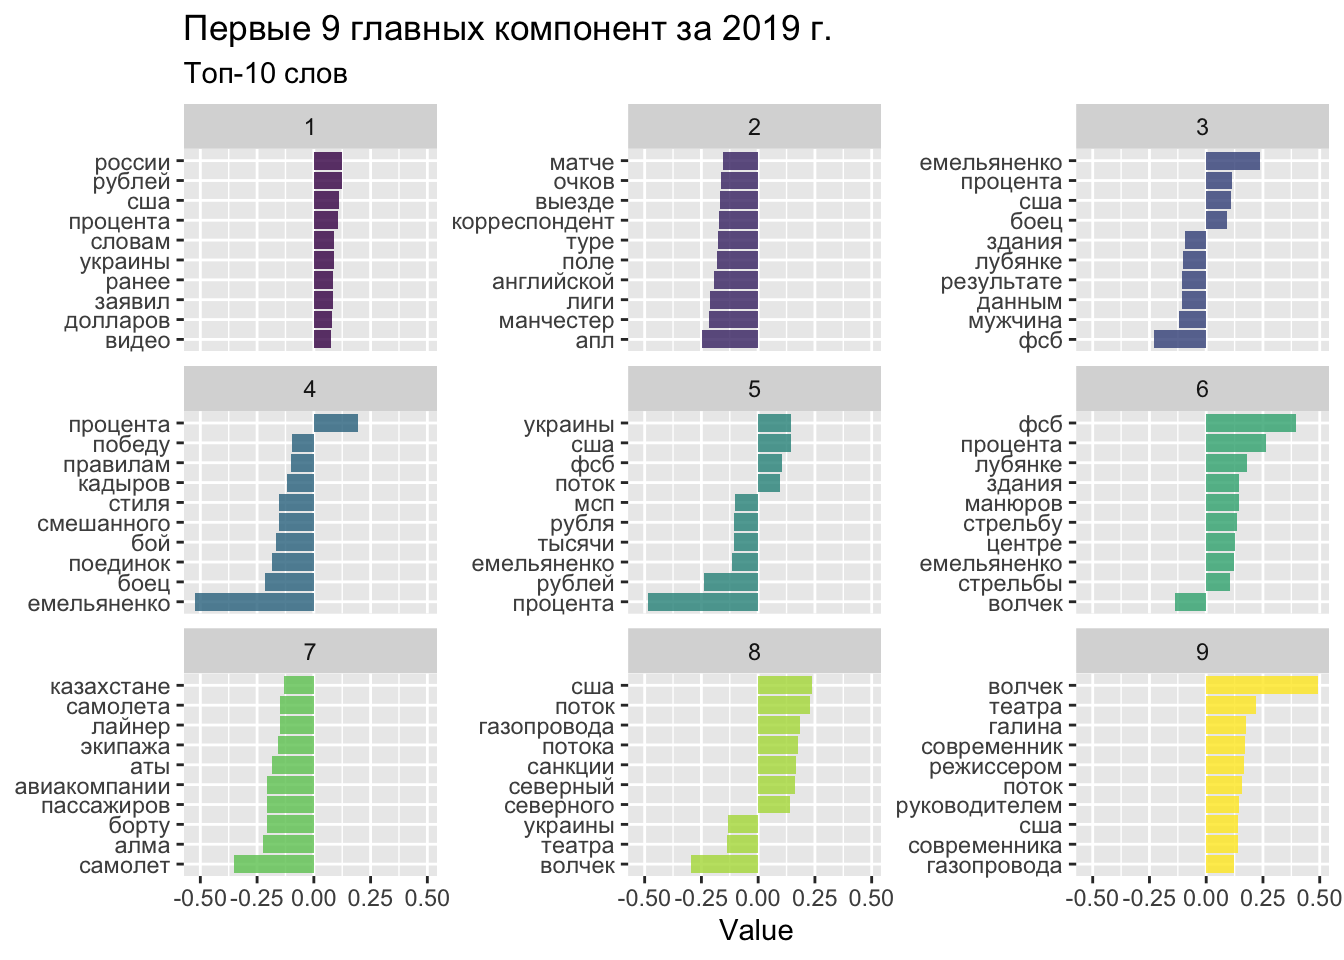 Первые 9 главных компонент за 2019 г.
Топ-10 слов
1
россии
рублей
сша
процента
словам
украины
ранее
заявил
долларов
видео
2
матче
очков
выезде
корреспондент
туре
поле
английской
лиги
манчестер
апл
3
емельяненко
процента
сша
боец
здания
лубянке
результате
данным
мужчина
фсб
4
процента
победу
правилам
кадыров
стиля
смешанного
бой
поединок
боец
емельяненко
5
украины
сша
фсб
поток
мсп
рубля
тысячи
емельяненко
рублей
процента
6
фсб
процента
лубянке
здания
манюров
стрельбу
центре
емельяненко
стрельбы
волчек
7
казахстане
самолета
лайнер
экипажа
аты
авиакомпании
пассажиров
борту
алма
самолет
-0.50 -0.25 0.00 0.25 0.50
8
сша
поток
газопровода
потока
санкции
северный
северного
украины
театра
волчек
-0.50 -0.25 0.00 0.25 0.50
9
волчек
театра
галина
современник
режиссером
поток
руководителем
сша
современника
газопровода
-0.50 -0.25 0.00 0.25 0.50
Value